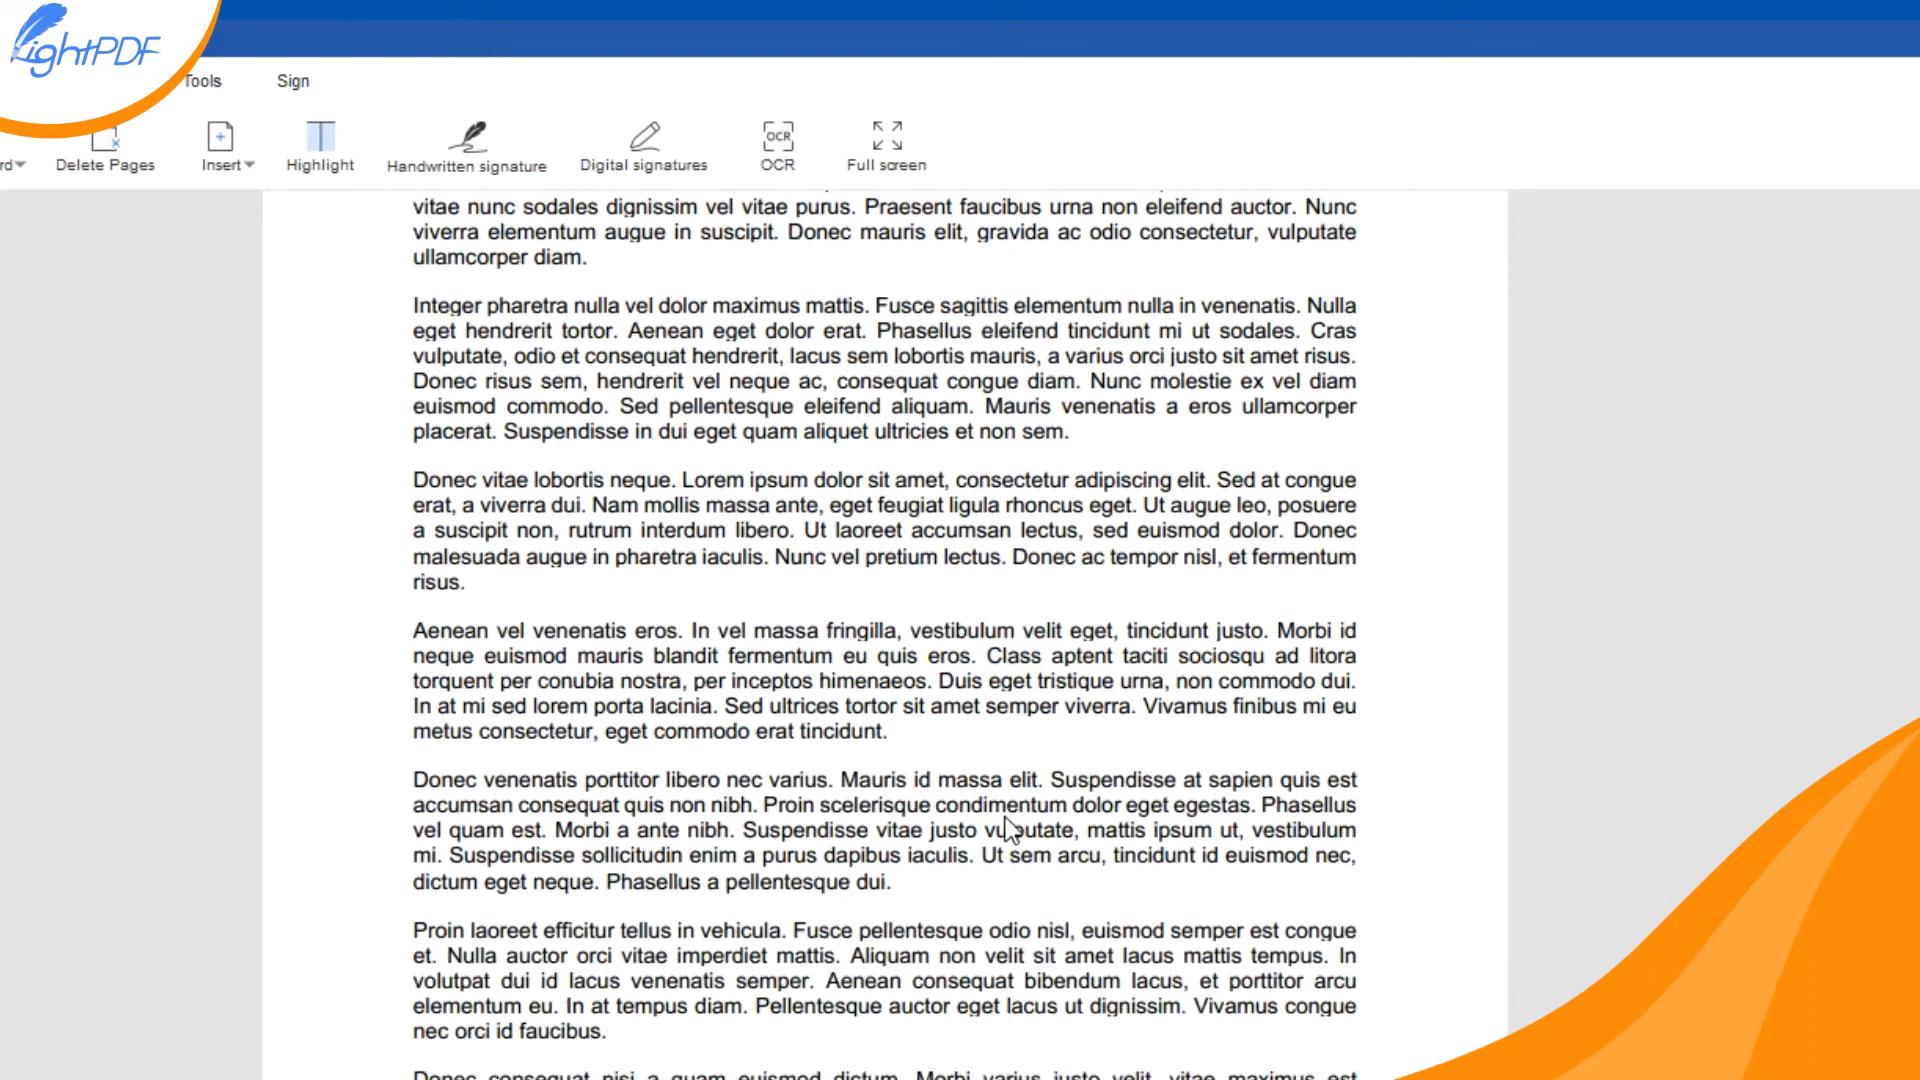 LightPDF
Tools Sign
rd Delete Pages Insert Highlight Handwritten signature Digital signatures OCR OCR Full screen
vitae nunc sodales dignissim vel vitae purus. Praesent faucibus urna non eleifend auctor. Nunc
viverra elementum augue in suscipit. Donec mauris elit, gravida ac odio consectetur, vulputate
ullamcorper diam.
Integer pharetra nulla vel dolor maximus mattis. Fusce sagittis elementum nulla in venenatis. Nulla
eget hendrerit tortor. Aenean eget dolor erat. Phasellus eleifend tincidunt mi ut sodales. Cras
vulputate, odio et consequat hendrerit, lacus sem lobortis mauris, a varius orci justo sit amet risus.
Donec risus sem, hendrerit vel neque ac, consequat congue diam. Nunc molestie ex vel diam
euismod commodo. Sed pellentesque eleifend aliquam. Mauris venenatis a eros ullamcorper
placerat. Suspendisse in dui eget quam aliquet ultricies et non sem.
Donec vitae lobortis neque. Lorem ipsum dolor sit amet, consectetur adipiscing elit. Sed at congue
erat, a viverra dui. Nam mollis massa ante, eget feugiat ligula rhoncus eget. Ut augue leo, posuere
a suscipit non, rutrum interdum libero. Ut laoreet accumsan lectus, sed euismod dolor. Donec
malesuada augue in pharetra iaculis. Nunc vel pretium lectus. Donec ac tempor nisl, et fermentum
risus.
Aenean vel venenatis eros. In vel massa fringilla, vestibulum velit eget, tincidunt justo. Morbi id
neque euismod mauris blandit fermentum eu quis eros. Class aptent taciti sociosqu ad litora
torquent per conubia nostra, per inceptos himenaeos. Duis eget tristique urna, non commodo dui.
In at mi sed lorem porta lacinia. Sed ultrices tortor sit amet semper viverra. Vivamus finibus mi eu
metus consectetur, eget commodo erat tincidunt.
Donec venenatis porttitor libero nec varius. Mauris id massa elit. Suspendisse at sapien quis est
accumsan consequat quis non nibh. Proin scelerisque condimentum dolor eget egestas. Phasellus
vel quam est. Morbi a ante nibh. Suspendisse vitae justo vulputate, mattis ipsum ut, vestibulum
mi. Suspendisse sollicitudin enim a purus dapibus iaculis. Ut sem arcu, tincidunt id euismod nec,
dictum eget neque. Phasellus a pellentesque dui.
Proin laoreet efficitur tellus in vehicula. Fusce pellentesque odio nisl, euismod semper est congue
et. Nulla auctor orci vitae imperdiet mattis. Aliquam non velit sit amet lacus mattis tempus. In
volutpat dui id lacus venenatis semper. Aenean consequat bibendum lacus, et porttitor arcu
elementum eu. In at tempus diam. Pellentesque auctor eget lacus ut dignissim. Vivamus congue
nec orci id faucibus.
Donec consequat nisi a quam euismod dictum. Morbi varius justo velit, vitae maximus est